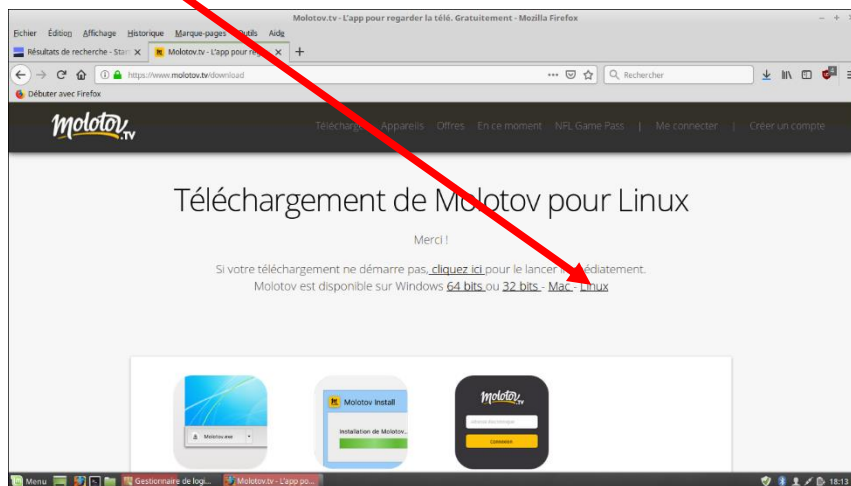 Molotov.tv - L'app pour regarder la télé. Gratuitement - Mozilla Firefox
Fichier Édition Affichage Historique Marque-pages Outils Aide
Résultats de recherche - Star Molotov.tv - L'app pour reg
https://www.molotov.tv/download
Rechercher
4
Débuter avec Firefox
molotov.TV
Télécharger Appareils Offres En ce moment NFL Game Pass | Me connecter | Créer un compte
Téléchargement de Molotov pour Linux
Merci !
Si votre téléchargement ne démarre pas, cliquez ici pour le lancer immédiatement.
Molotov est disponible sur Windows 64 bits ou 32 bits - Mac - Linux
Molotov.exe
Molotov Install
Installation de Molotov...
molotov.TV
Menu Gestionnaire de logi... Molotov.tv - L'app po... 18:13